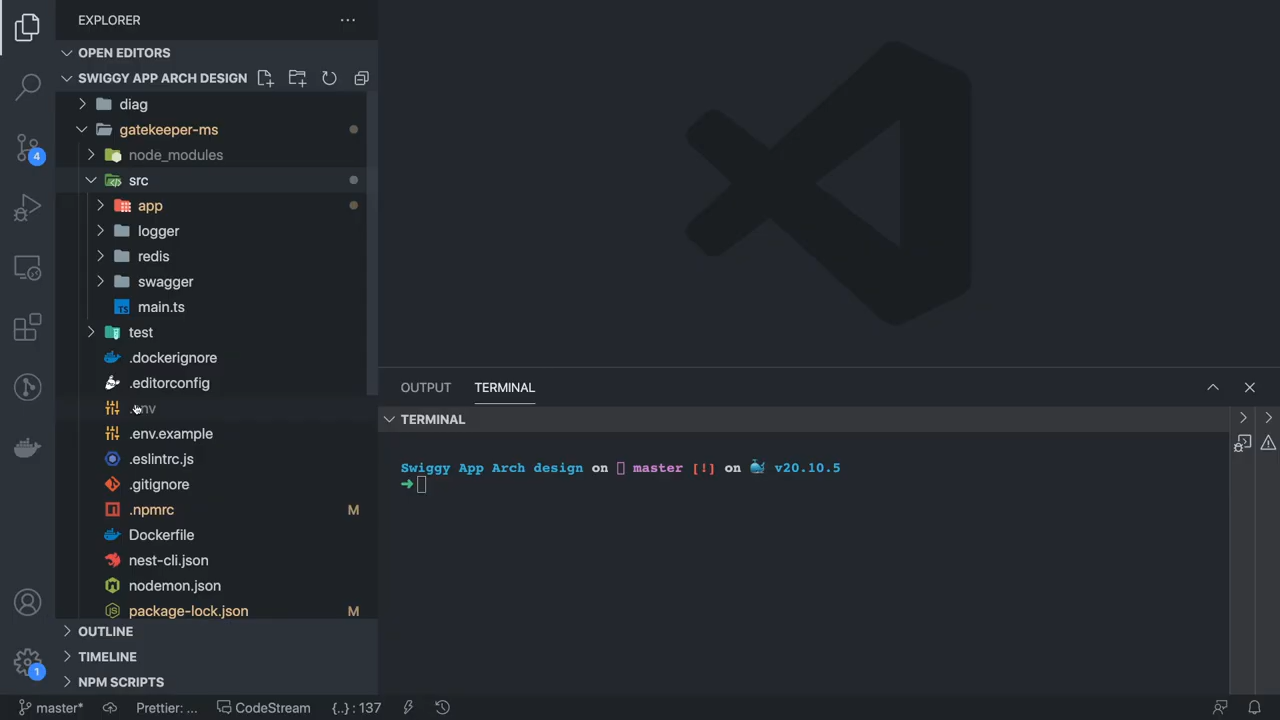 EXPLORER
OPEN EDITORS
SWIGGY APP ARCH DESIGN
diag
gatekeeper-ms
node_modules
4
src
app
logger
redis
swagger
main.ts
test
.dockerignore
.editorconfig
.env
.env.example
.eslintrc.js
.gitignore
.npmrc M
Dockerfile
nest-cli.json
nodemon.json
package-lock.json M
OUTLINE
TIMELINE
1
NPM SCRIPTS
OUTPUT TERMINAL
TERMINAL
Swiggy App Arch design on master [!] on v20.10.5
master* Prettier: ... CodeStream {..} : 137